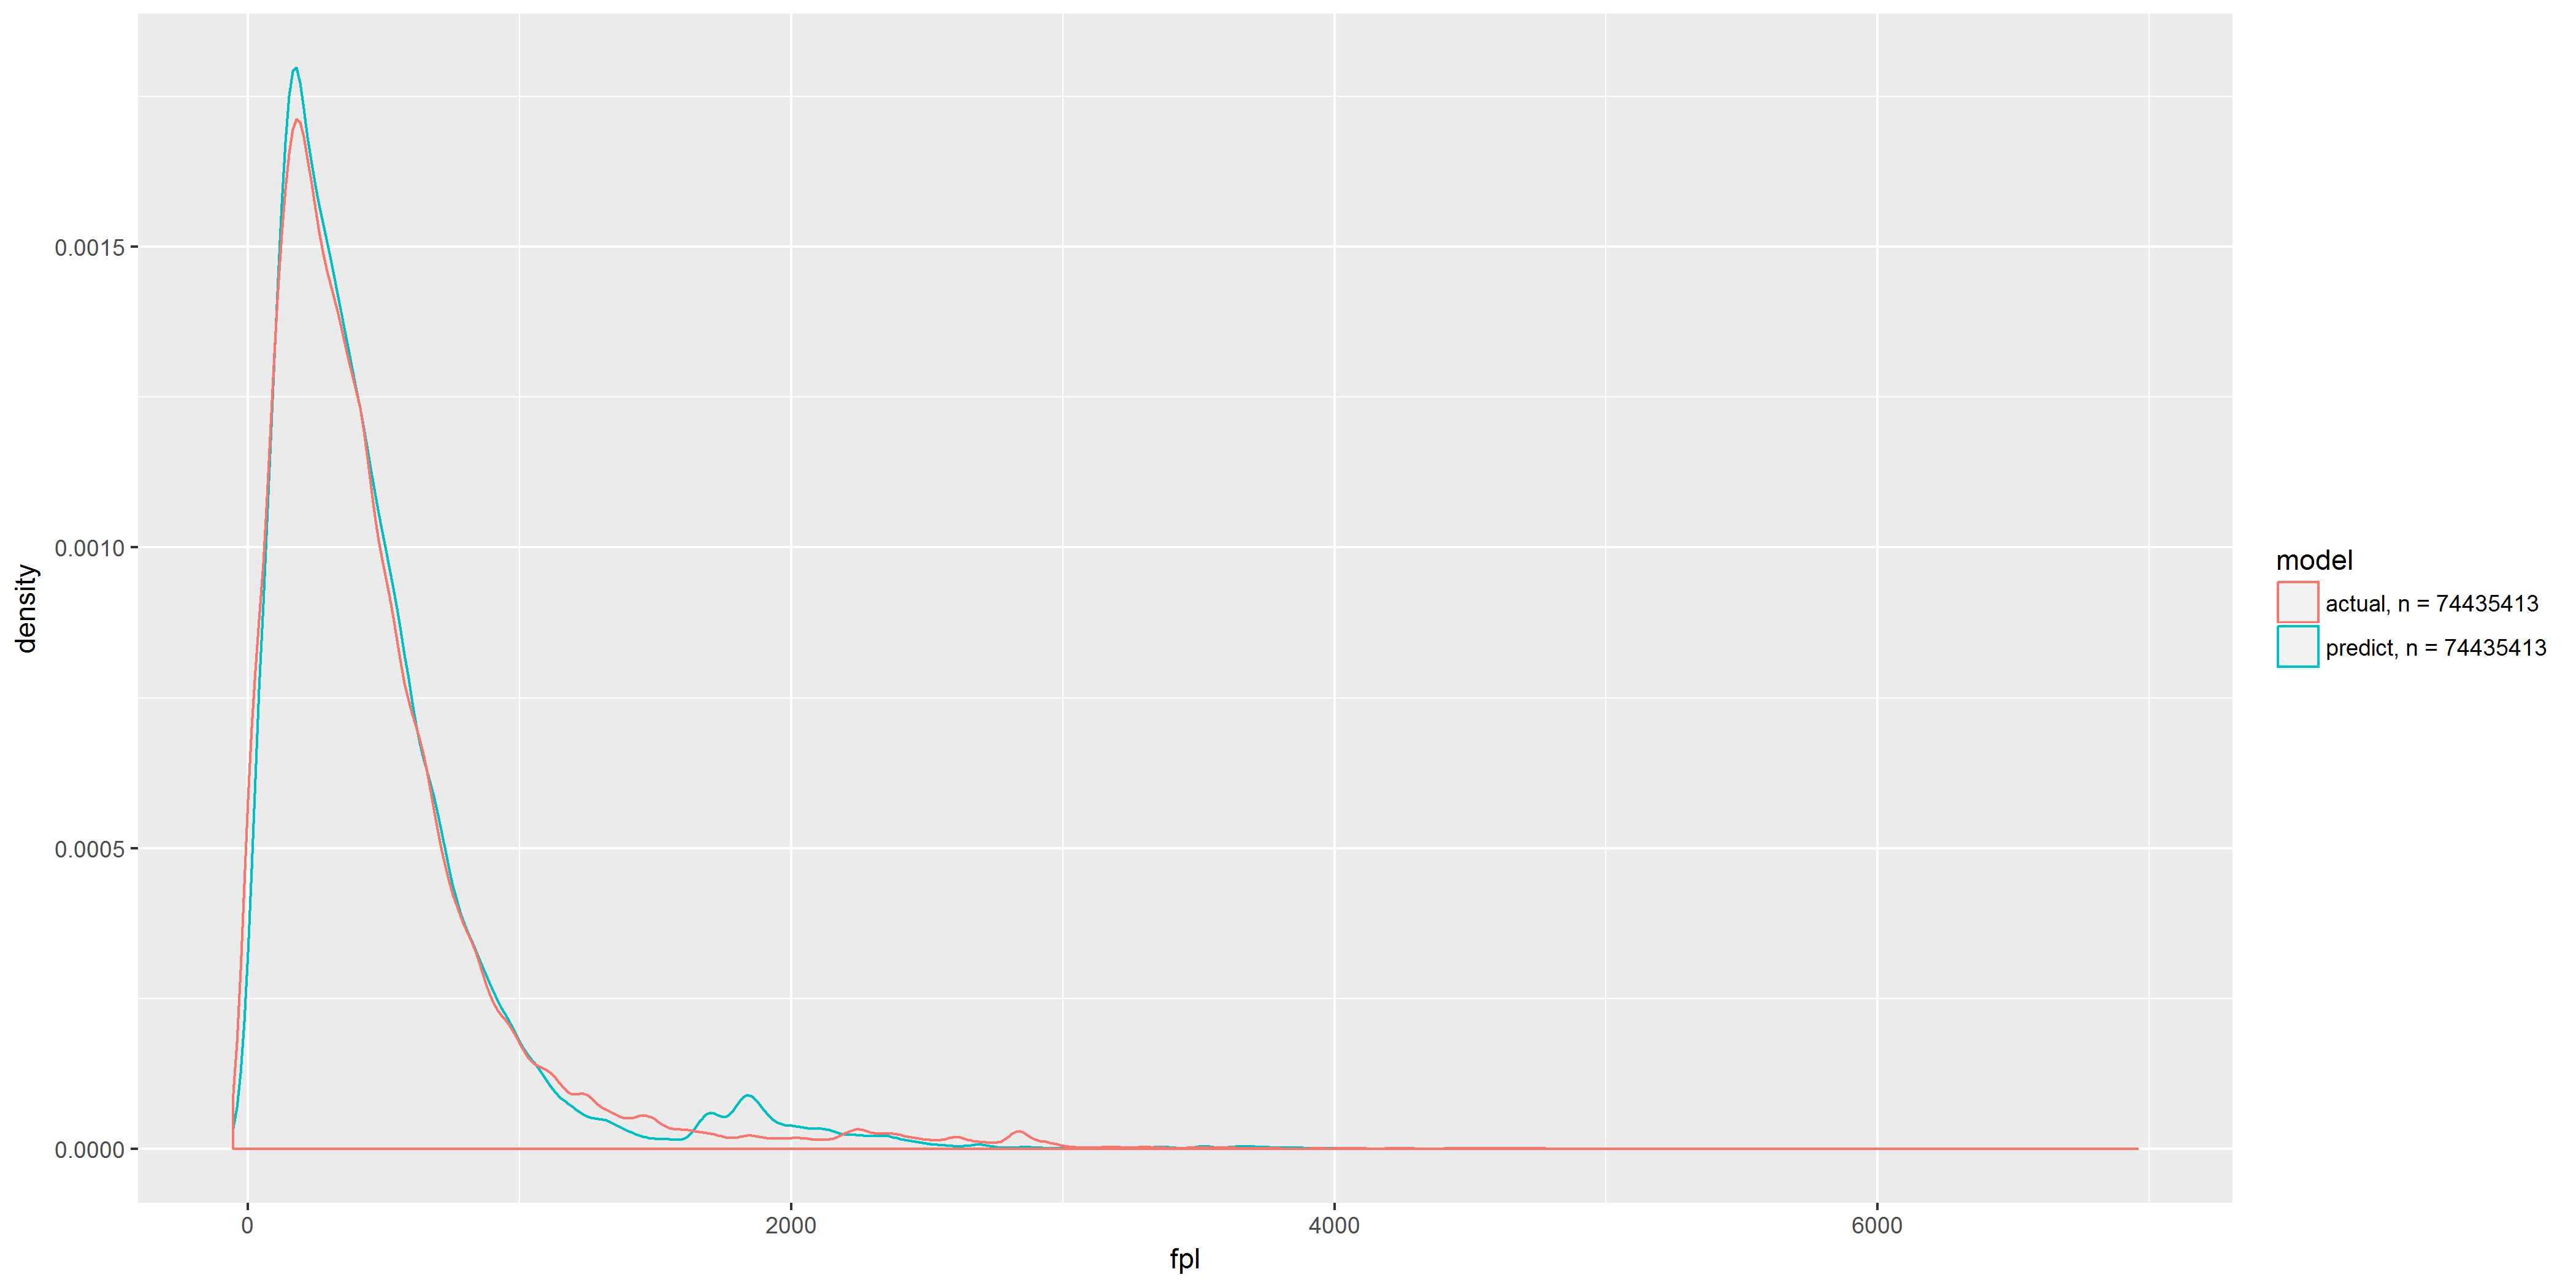 density
0.0015
0.0010
0.0005
0.0000
0
2000
4000
6000
fpl
model
actual, n = 74435413
predict, n = 74435413